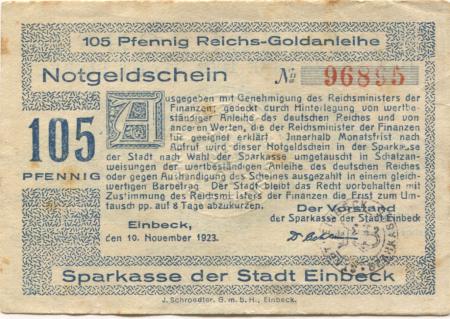 105 Pfennig Reichs-Goldanleihe
Notgeldschein № 96895
105
PFENNIG
Ausgegeben mit Genehmigung des Reichsministers der
Finanzen; gedeckt durch Hinterlegung von wertbe-
ständiger Anleihe des deutschen Reiches und von
anderen Werten, die der Reichsminister der Finanzen
für geeignet erklärt. Innerhalb Monatsfrist nach
Aufruf wird dieser Notgeldschein in der Sparkasse
der Stadt nach Wahl der Sparkasse umgetauscht in Schatzan-
weisungen der wertbeständigen Anleihe des deutschen Reiches
oder gegen Aushändigung des Scheines ausgezahlt in einem gleich-
wertigen Barbetrag. Der Stadt bleibt das Recht vorbehalten mit
Zustimmung des Reichsministers der Finanzen die Frist zum Um-
tausch pp. auf 8 Tage abzukürzen.
Einbeck,
den 10. November 1923.
Der Vorstand
der Sparkasse der Stadt Einbeck
Sparkasse der Stadt Einbeck
J. Schroedter, G. m. b. H., Einbeck.